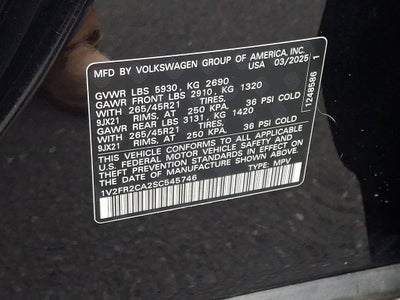 MFD BY VOLKSWAGEN GROUP OF AMERICA, INC.
USA 03/2025
GVWR LBS 5930, KG 2690
GAWR FRONT LBS 2910, KG 1320
WITH 265/45R21 TIRES,
9JX21 RIMS, AT 250 KPA, 36 PSI COLD
GAWR REAR LBS 3131, KG 1420
WITH 265/45R21 TIRES,
9JX21 RIMS, AT 250 KPA, 36 PSI COLD
THIS VEHICLE CONFORMS TO ALL APPLICABLE
U.S. FEDERAL MOTOR VEHICLE SAFETY AND
THEFT PREVENTION STANDARDS IN EFFECT ON
THE DATE OF MANUFACTURE SHOWN ABOVE.
1V2FR2CA2SC545746 TYPE: MPV
1248586 1